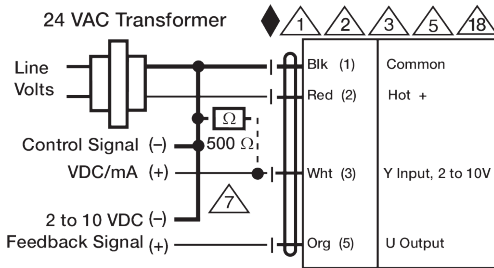 24 VAC Transformer
1 2 3 5 18
Line
Volts
Blk (1) Common
Red (2) Hot +
Ω
500 Ω
Control Signal (–)
VDC/mA (+)
Wht (3) Y Input, 2 to 10V
7
2 to 10 VDC (–)
Feedback Signal (+)
Org (5) U Output